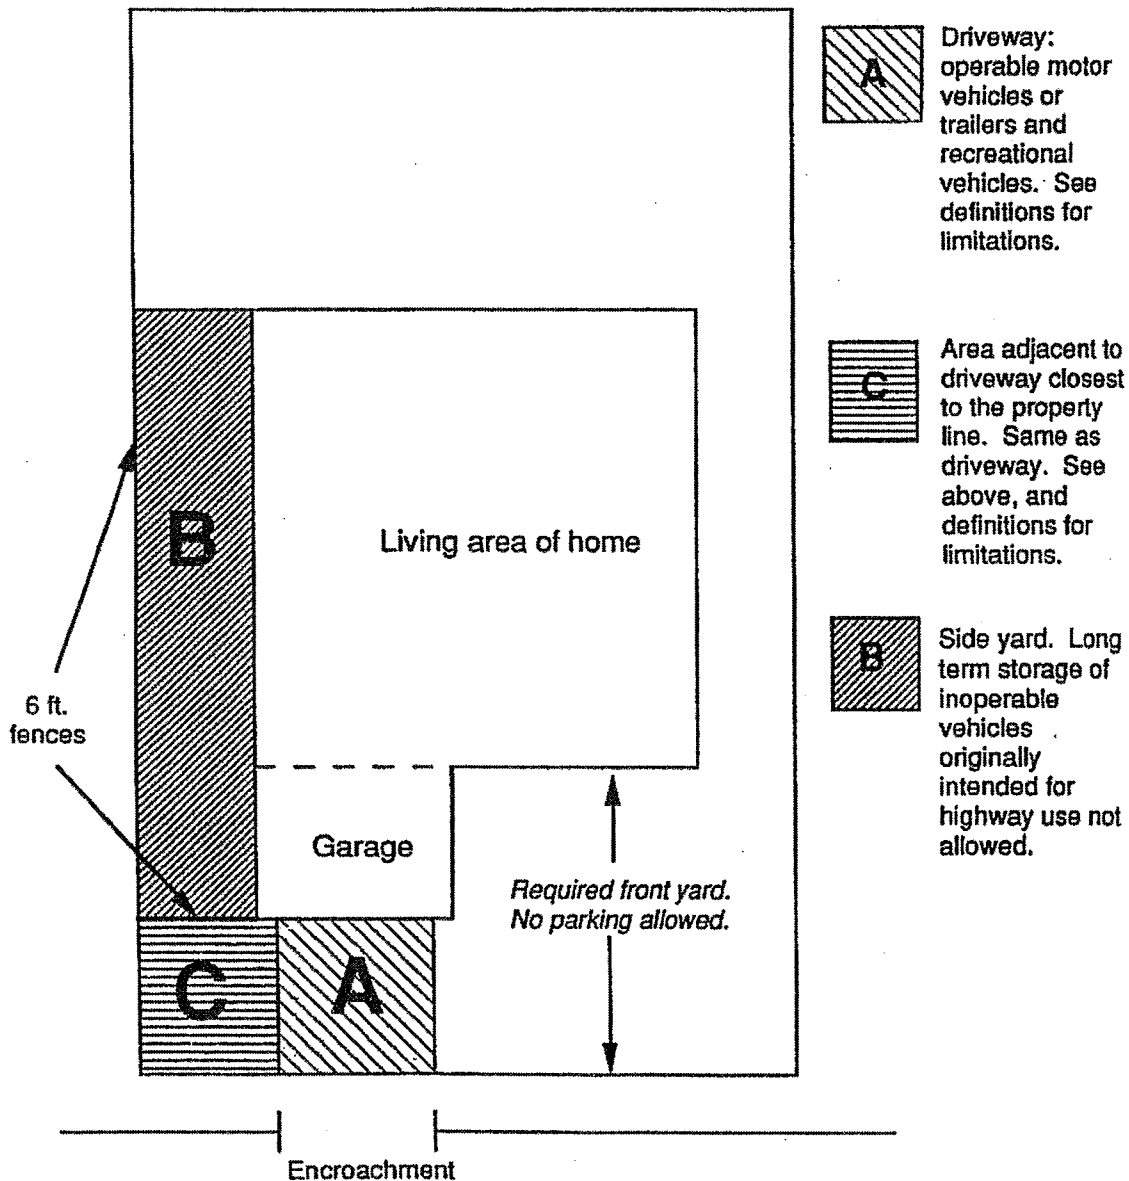 A
Driveway:
operable motor
vehicles or
trailers and
recreational
vehicles. See
definitions for
limitations.
C
Area adjacent to
driveway closest
to the property
line. Same as
driveway. See
above, and
definitions for
limitations.
B
Side yard. Long
term storage of
inoperable
vehicles
originally
intended for
highway use not
allowed.
B
Living area of home
6 ft.
fences
Garage
Required front yard.
No parking allowed.
C
A
Encroachment